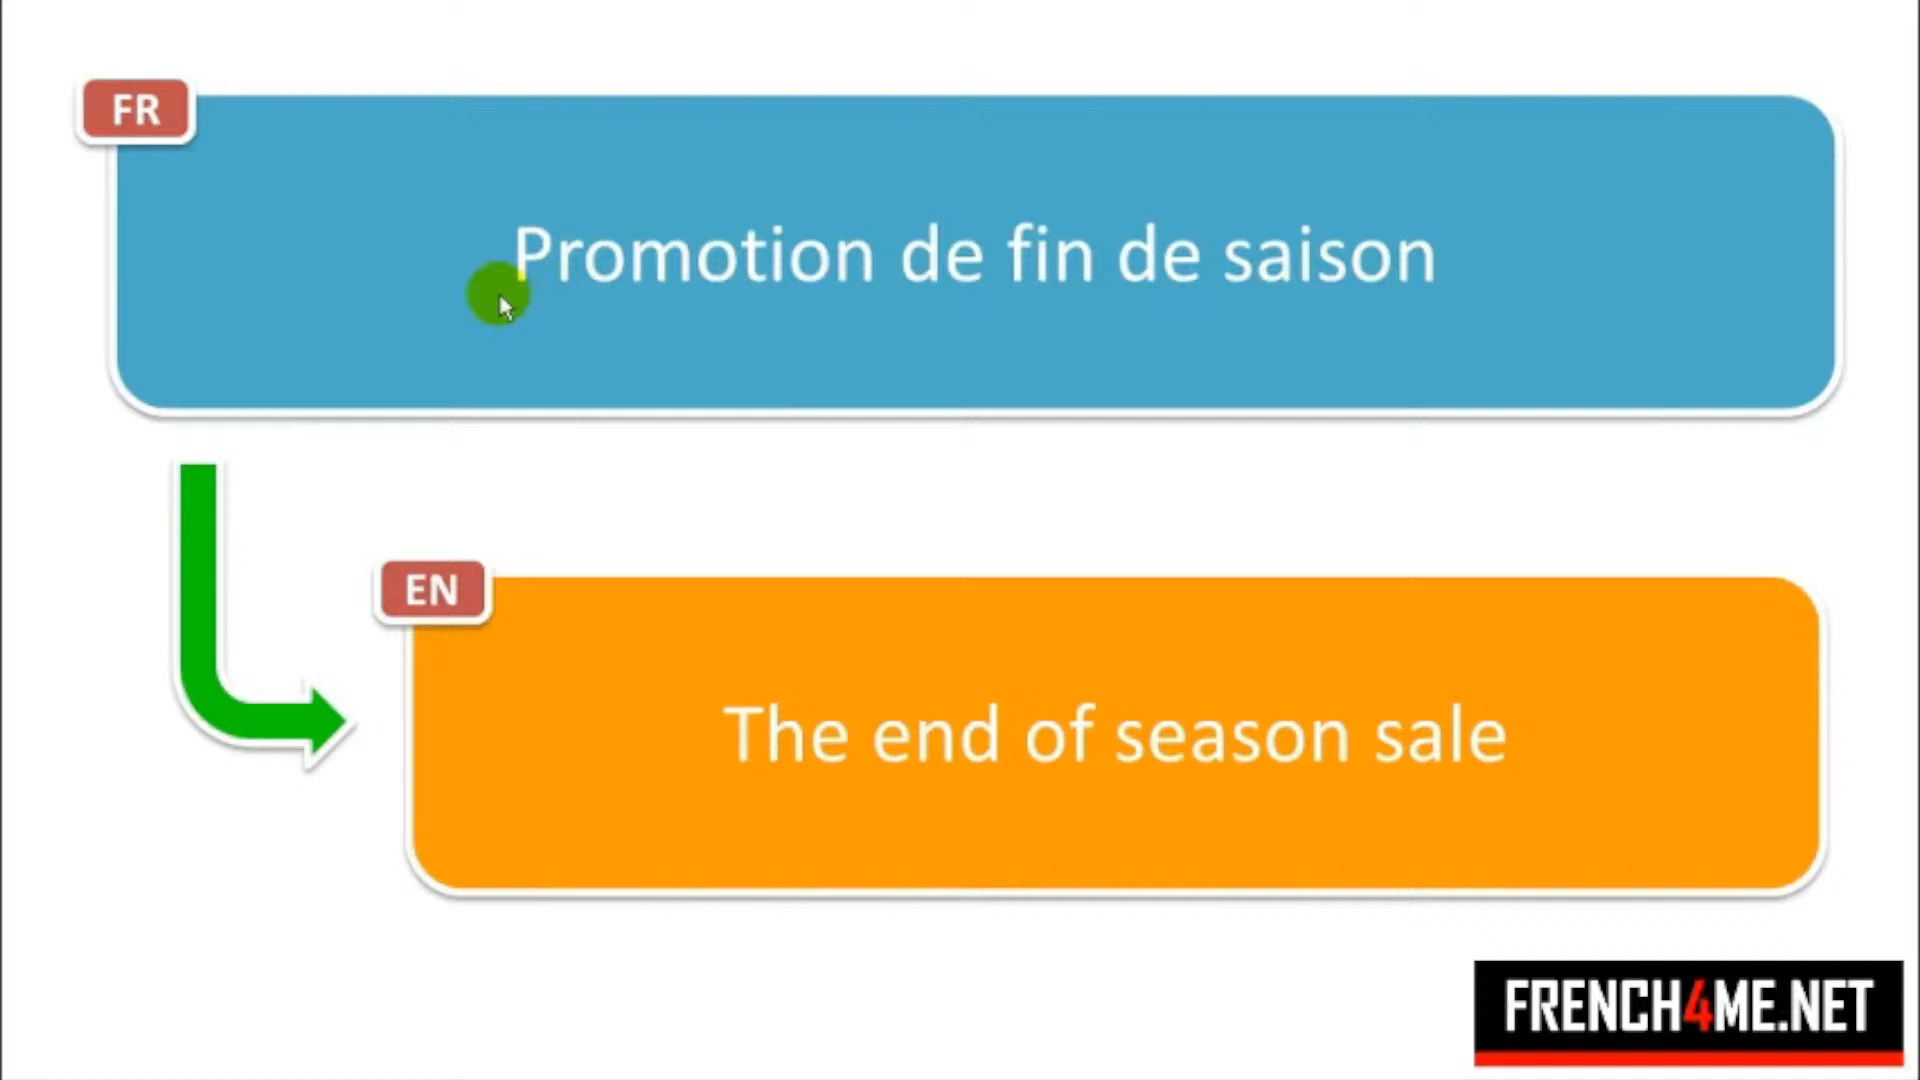 FR
Promotion de fin de saison
EN
The end of season sale
FRENCH4ME.NET